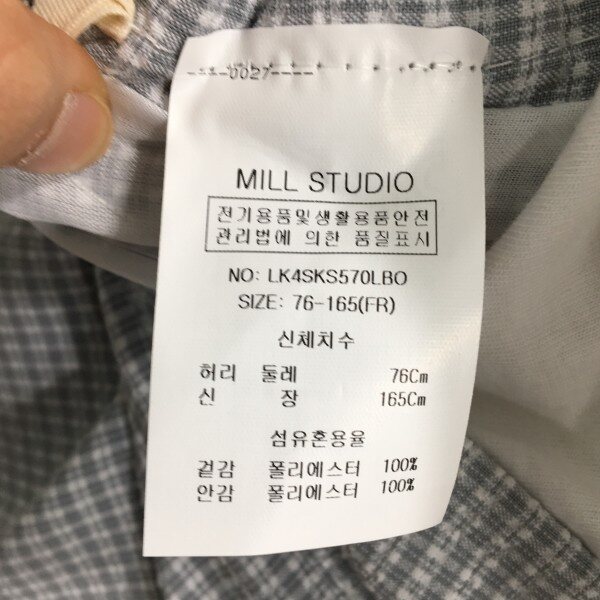 0027
MILL STUDIO
전기용품및생활용품안전
관리법에 의한 품질표시
NO: LK4SKS570LBO
SIZE: 76-165(FR)
신체치수
허리 둘레 76Cm
신 장 165Cm
섬유혼용율
겉감 폴리에스터 100%
안감 폴리에스터 100%